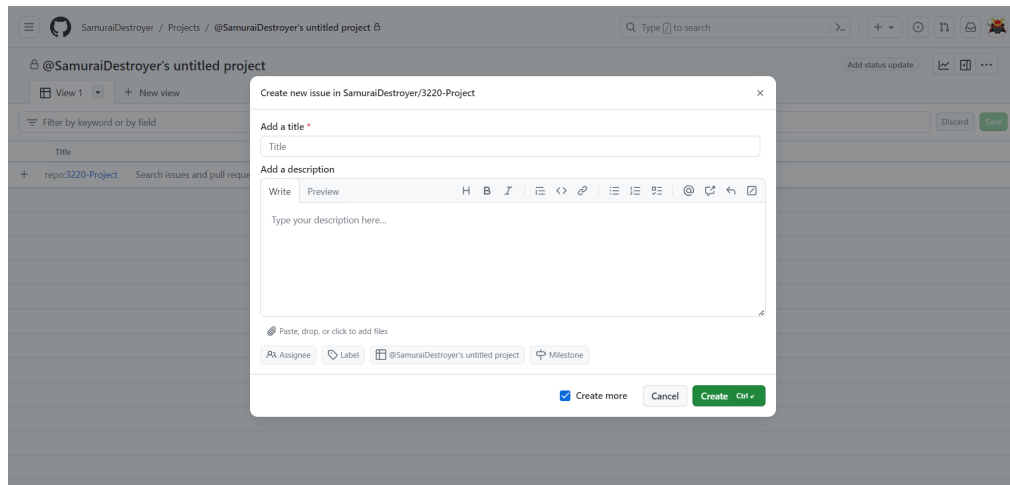 SamuraiDestroyer / Projects / @SamuraiDestroyer's untitled project
Type / to search
@SamuraiDestroyer's untitled project
Add status update
View 1
+ New view
Filter by keyword or by field
Discard
Save
Title
+ repo:3220-Project Search issues and pull reque
Create new issue in SamuraiDestroyer/3220-Project
Add a title *
Title
Add a description
Write Preview
Type your description here...
Paste, drop, or click to add files
Assignee
Label
@SamuraiDestroyer's untitled project
Milestone
Create more
Cancel
Create Ctrl ⏎